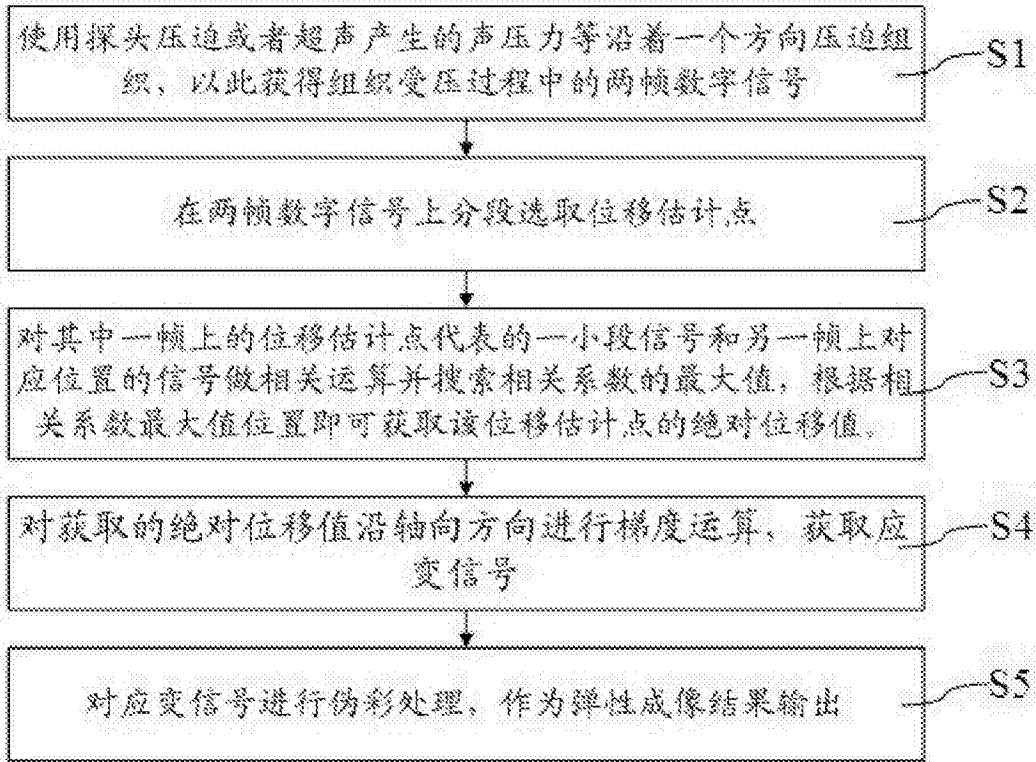 使用探头压迫或者超声产生的声压力等沿着一个方向压迫组
织、以此获得组织受压过程中的两帧数字信号
S1
在两帧数字信号上分段选取位移估计点
S2
对其中一帧上的位移估计点代表的一小段信号和另一帧上对
应位置的信号做相关运算并搜索相关系数的最大值，根据相
关系数最大值位置即可获取该位移估计点的绝对位移值。
S3
对获取的绝对位移值沿轴向方向进行梯度运算、获取应
变信号
S4
对应变信号进行伪彩处理、作为弹性成像结果输出
S5